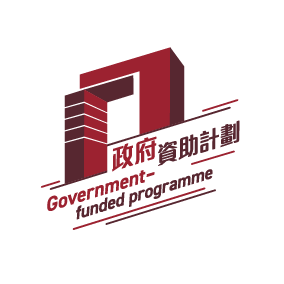 政府資助計劃
Government-
funded programme